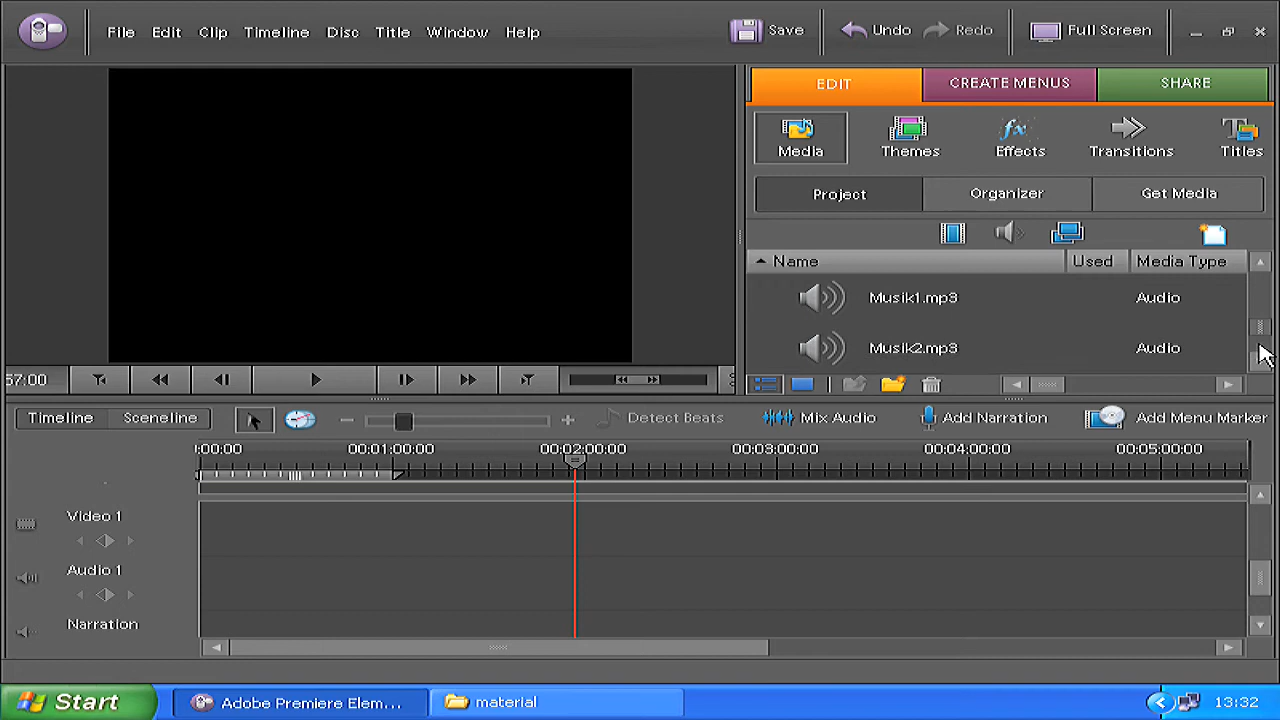 File Edit Clip Timeline Disc Title Window Help
Save Undo Redo Full Screen
EDIT CREATE MENUS SHARE
Media Themes Effects Transitions Titles
Project Organizer Get Media
Name Used Media Type
Musik1.mp3 Audio
Musik2.mp3 Audio
57:00
Timeline Sceneline Detect Beats Mix Audio Add Narration Add Menu Marker
:00:00 00:01:00:00 00:02:00:00 00:03:00:00 00:04:00:00 00:05:00:00
Video 1
Audio 1
Narration
Start Adobe Premiere Elem... material 13:32